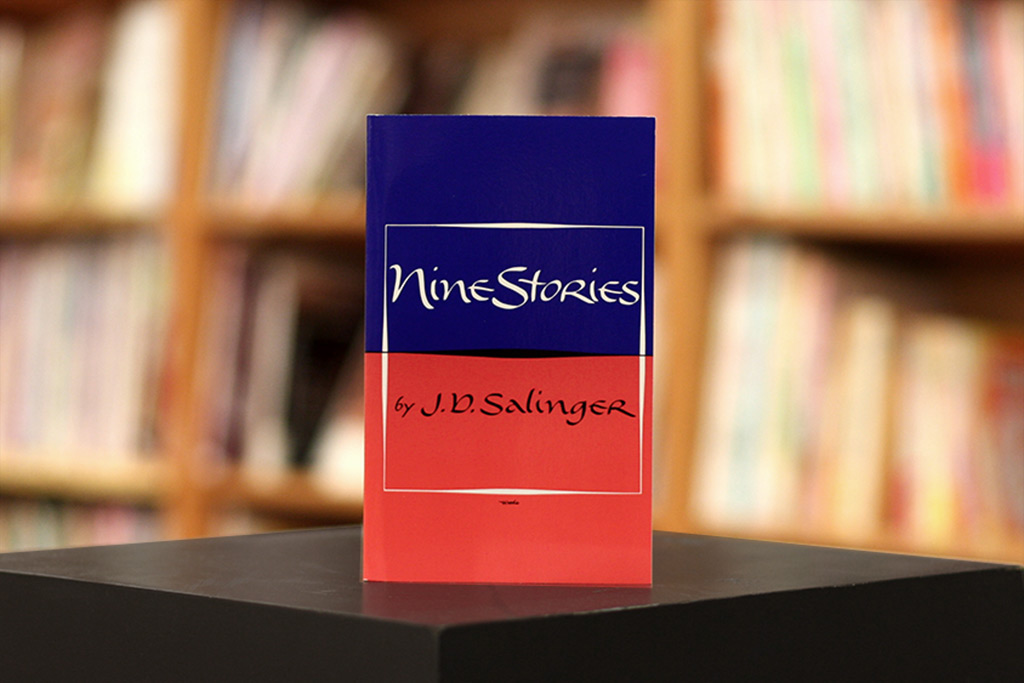 Nine Stories
by J.D. Salinger